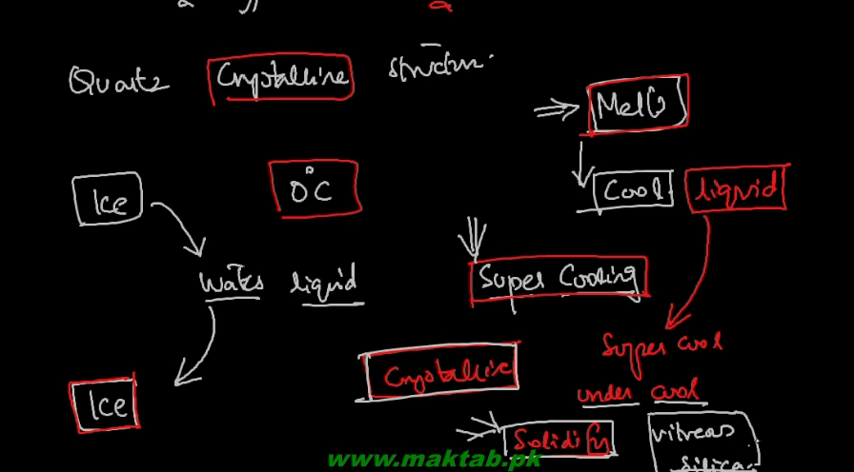 Quartz Crystalline structure.
Melt
Ice 0°C Cool liquid
Water liquid Super Cooling
Super cool
Crystalline under cool
Ice
Solidify vitreous
silica
www.maktab.pk